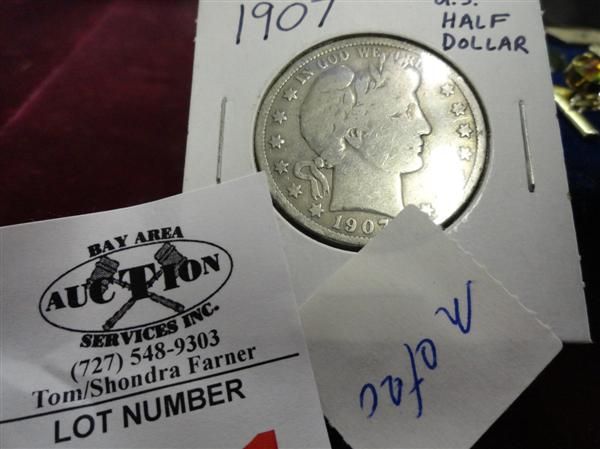 1907
U.S.
HALF
DOLLAR
IN GOD WE
1907
BAY AREA
AUCTION
SERVICES INC.
(727) 548-9303
Tom/Shondra Farner
LOT NUMBER